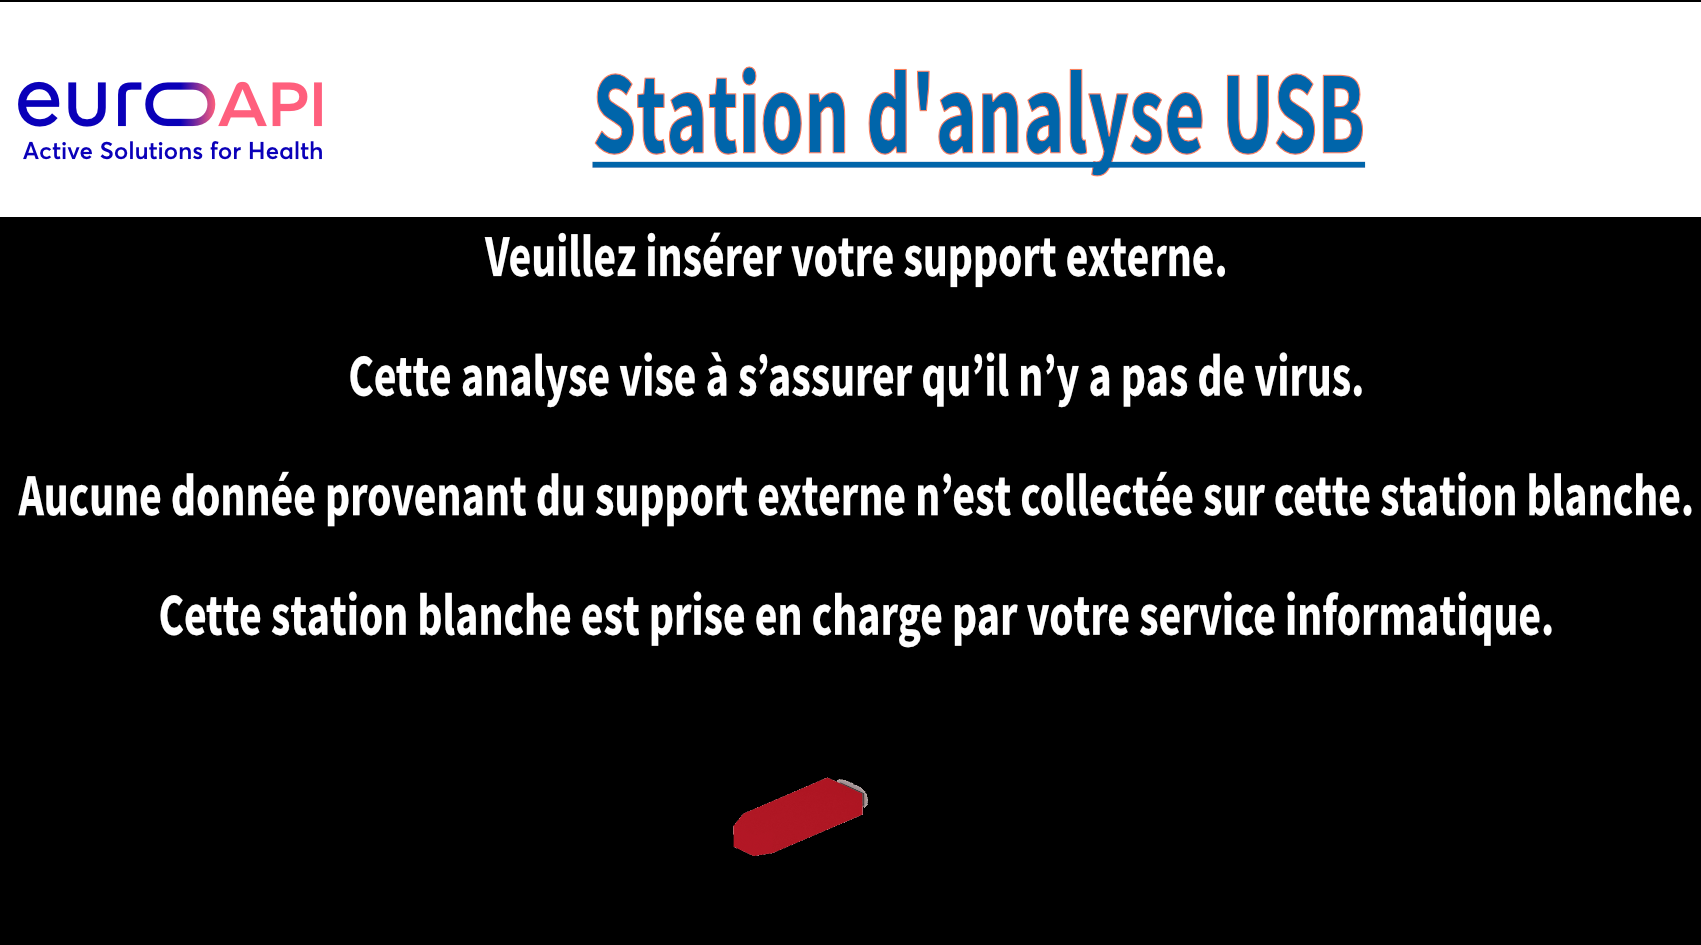 euroAPI
Active Solutions for Health
Station d'analyse USB
Veuillez insérer votre support externe.
Cette analyse vise à s’assurer qu’il n’y a pas de virus.
Aucune donnée provenant du support externe n’est collectée sur cette station blanche.
Cette station blanche est prise en charge par votre service informatique.